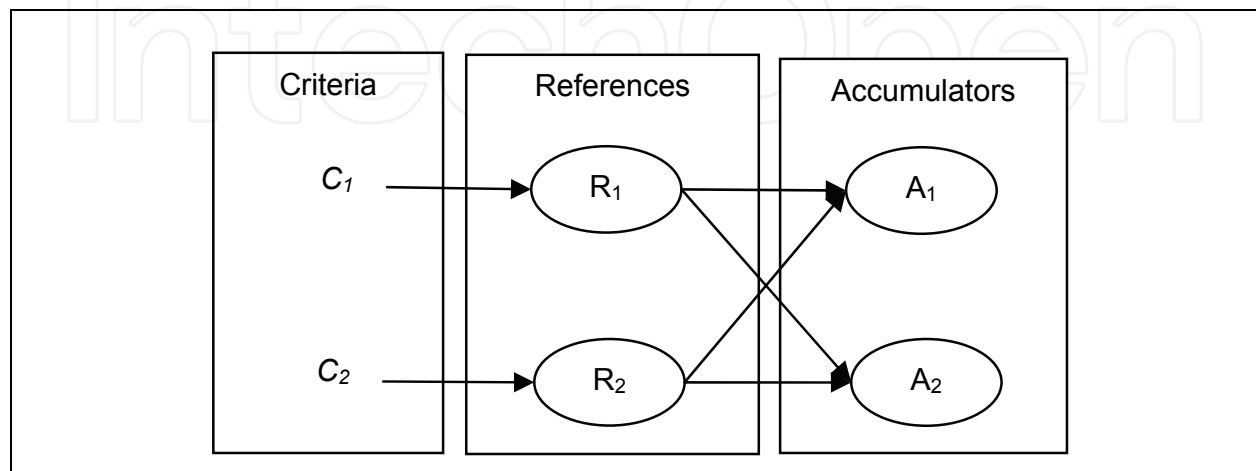 IntechOpen
Criteria References Accumulators
C₁ R₁ A₁
C₂ R₂ A₂